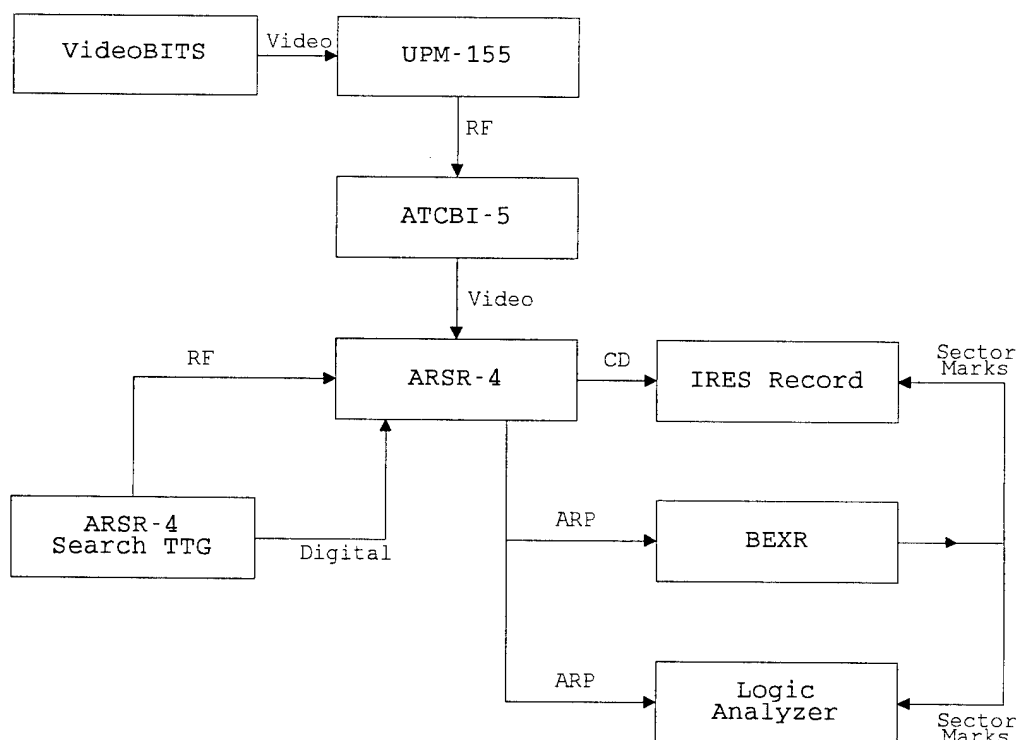 VideoBITS
Video
UPM-155
RF
ATCBI-5
Video
RF
ARSR-4
CD
IRES Record
Sector
Marks
ARSR-4
Search TTG
Digital
ARP
BEXR
ARP
Logic
Analyzer
Sector
Marks